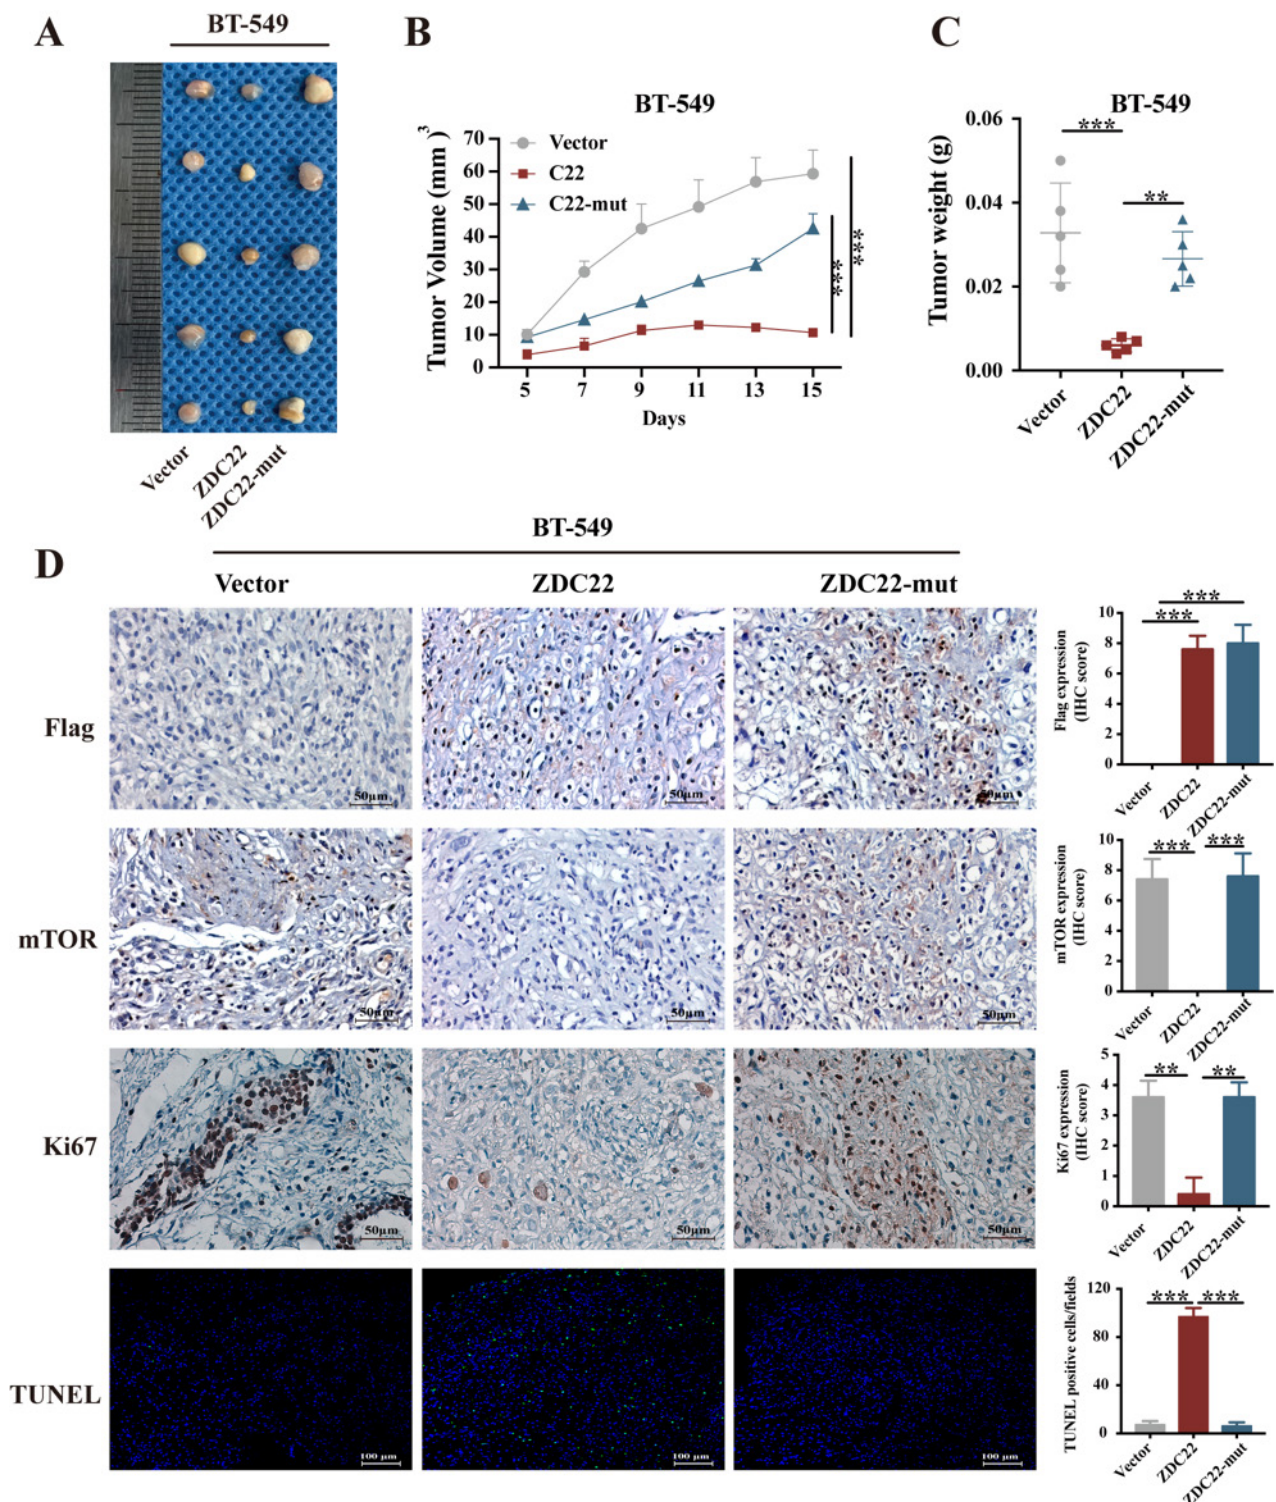 A
BT-549
Vector
ZDC22
ZDC22-mut
B
BT-549
Tumor Volume (mm )³
70
60
50
40
30
20
10
0
Vector
C22
C22-mut
***
***
5 7 9 11 13 15
Days
C
BT-549
Tumor weight (g)
0.06
0.04
0.02
0.00
***
**
Vector
ZDC22
ZDC22-mut
BT-549
D
Vector ZDC22 ZDC22-mut
Flag
50μm
50μm
50μm
Flag expression
(IHC score)
10
8
6
4
2
0
***
***
Vector
ZDC22
ZDC22-mut
mTOR
50μm
50μm
50μm
mTOR expression
(IHC score)
10
8
6
4
2
0
*** ***
Vector
ZDC22
ZDC22-mut
Ki67
50μm
50μm
50μm
Ki67 expression
(IHC score)
5
4
3
2
1
0
** **
Vector
ZDC22
ZDC22-mut
TUNEL
100 μm
100 μm
100 μm
TUNEL positive cells/fields
120
80
40
0
*** ***
Vector
ZDC22
ZDC22-mut